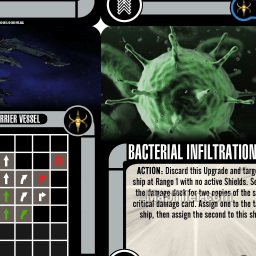 RRIER VESSEL
BACTERIAL INFILTRATION
ACTION: Discard this Upgrade and targe
ship at Range 1 with no active Shields. Se
the damage deck for two copies of the s
critical damage card. Assign one to the ta
ship, then assign the second to this sh